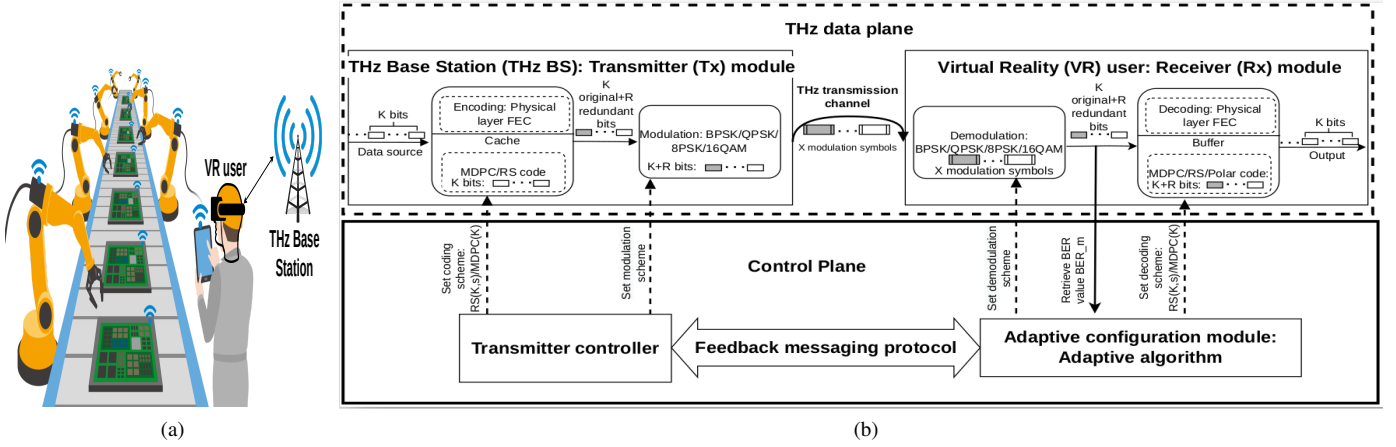 VR user
THz Base
Station
(a)
THz data plane
THz Base Station (THz BS): Transmitter (Tx) module
K bits
Data source
Encoding: Physical
layer FEC
Cache
MDPC/RS code
K bits:
K
original+R
redundant
bits
Modulation: BPSK/QPSK/
8PSK/16QAM
K+R bits:
THz transmission
channel
X modulation symbols
Virtual Reality (VR) user: Receiver (Rx) module
Demodulation:
BPSK/QPSK/8PSK/16QAM
X modulation symbols
K
original+R
redundant
bits
Decoding: Physical
layer FEC
Buffer
MDPC/RS/Polar code:
K+R bits:
K bits
Output
Control Plane
Set coding
scheme:
RS(K,s)/MDPC(K)
Set modulation
scheme
Set demodulation
scheme
Retrieve BER
value BER_m
Set decoding
scheme:
RS(K,s)/MDPC(K)
Transmitter controller
Feedback messaging protocol
Adaptive configuration module:
Adaptive algorithm
(b)